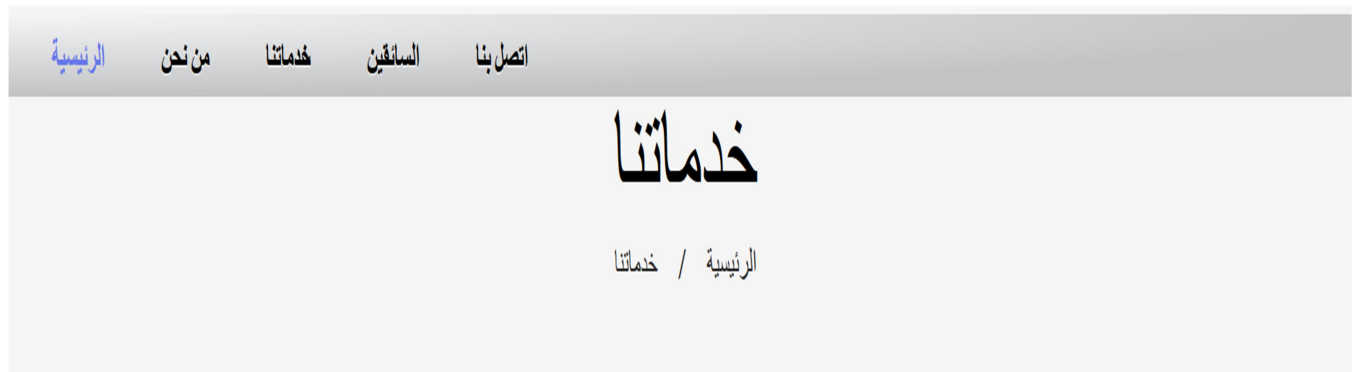 الرئيسية من نحن خدماتنا السائقين اتصل بنا
خدماتنا
الرئيسية / خدماتنا